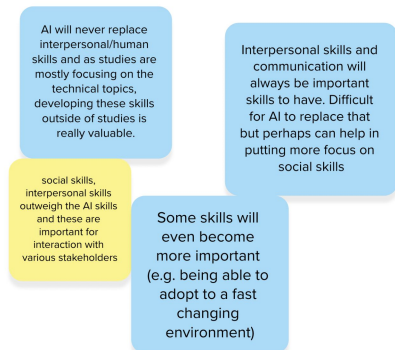 AI will never replace
interpersonal/human
skills and as studies are
mostly focusing on the
technical topics,
developing these skills
outside of studies is
really valuable.
Interpersonal skills and
communication will
always be important
skills to have. Difficult
for AI to replace that
but perhaps can help in
putting more focus on
social skills
social skills,
interpersonal skills
outweigh the AI skills
and these are
important for
interaction with
various stakeholders
Some skills will
even become
more important
(e.g. being able to
adopt to a fast
changing
environment)